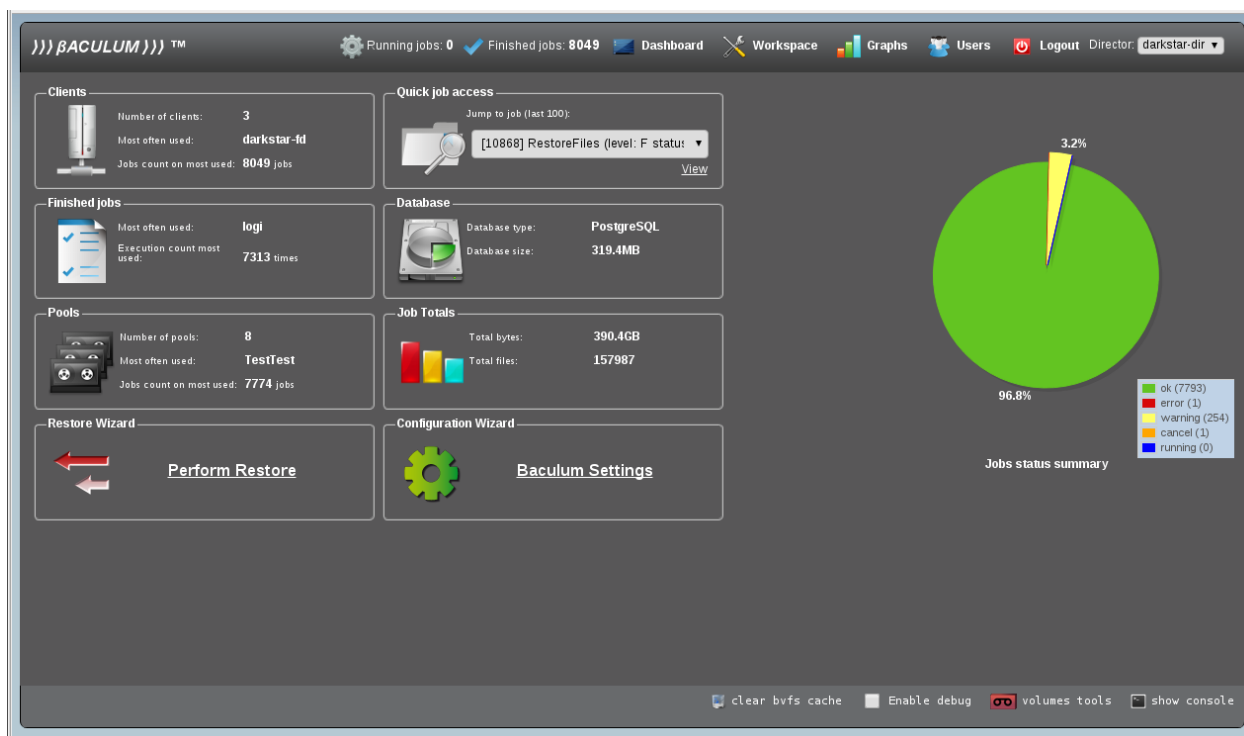 ))) βACULUM ))) ™
Running jobs: 0
Finished jobs: 8049
Dashboard
Workspace
Graphs
Users
Logout
Director: darkstar-dir
Clients
Number of clients: 3
Most often used: darkstar-fd
Jobs count on most used: 8049 jobs
Quick job access
Jump to job (last 100):
[10868] RestoreFiles (level: F
View
Finished jobs
Most often used: logi
Execution count most used: 7313 times
Database
Database type: PostgreSQL
Database size: 319.4MB
Pools
Number of pools: 8
Most often used: TestTest
Jobs count on most used: 7774 jobs
Job Totals
Total bytes: 390.4GB
Total files: 157987
Restore Wizard
Perform Restore
Configuration Wizard
Baculum Settings
3.2%
96.8%
ok (7793)
error (1)
warning (254)
cancel (1)
running (0)
Jobs status summary
clear bvfs cache
Enable debug
volumes tools
show console